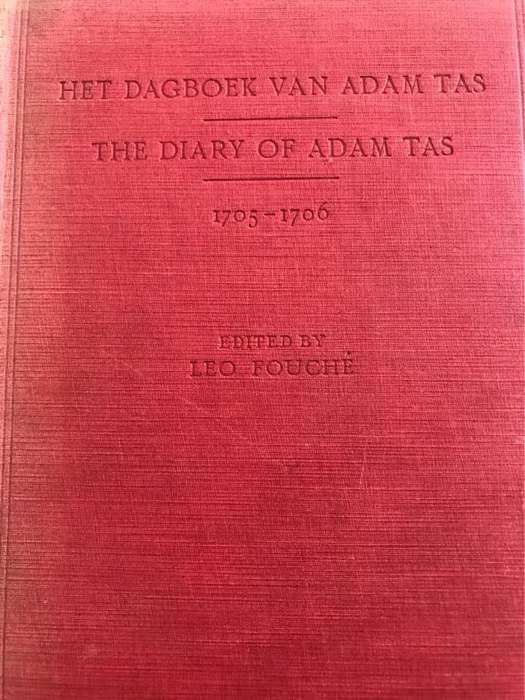 HET DAGBOEK VAN ADAM TAS
THE DIARY OF ADAM TAS
1705-1706
EDITED BY
LEO FOUCHÉ